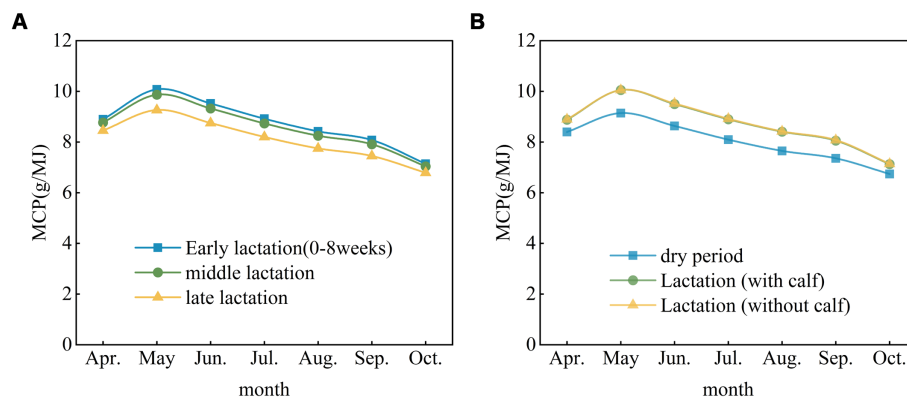 A
MCP(g/MJ)
12
10
8
6
4
2
0
Early lactation(0-8weeks)
middle lactation
late lactation
Apr. May Jun. Jul. Aug. Sep. Oct.
month
B
MCP(g/MJ)
12
10
8
6
4
2
0
dry period
Lactation (with calf)
Lactation (without calf)
Apr. May Jun. Jul. Aug. Sep. Oct.
month